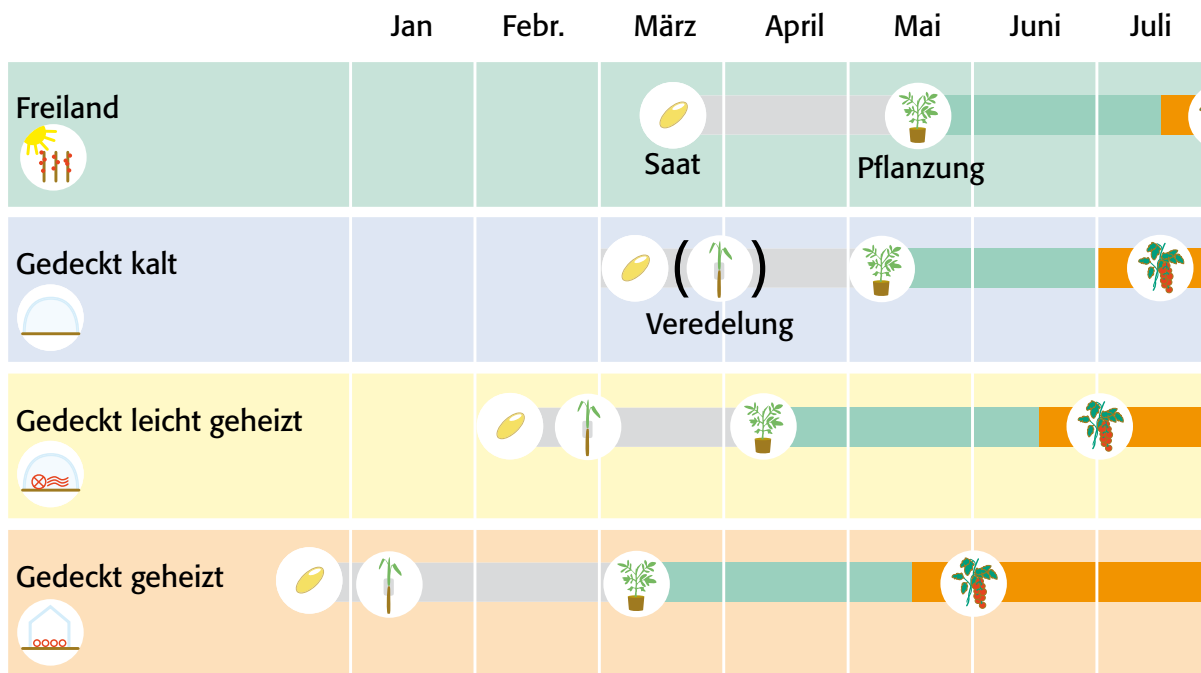 Jan Febr. März April Mai Juni Juli
Freiland
Saat Pflanzung
Gedeckt kalt
( )
Veredelung
Gedeckt leicht geheizt
Gedeckt geheizt